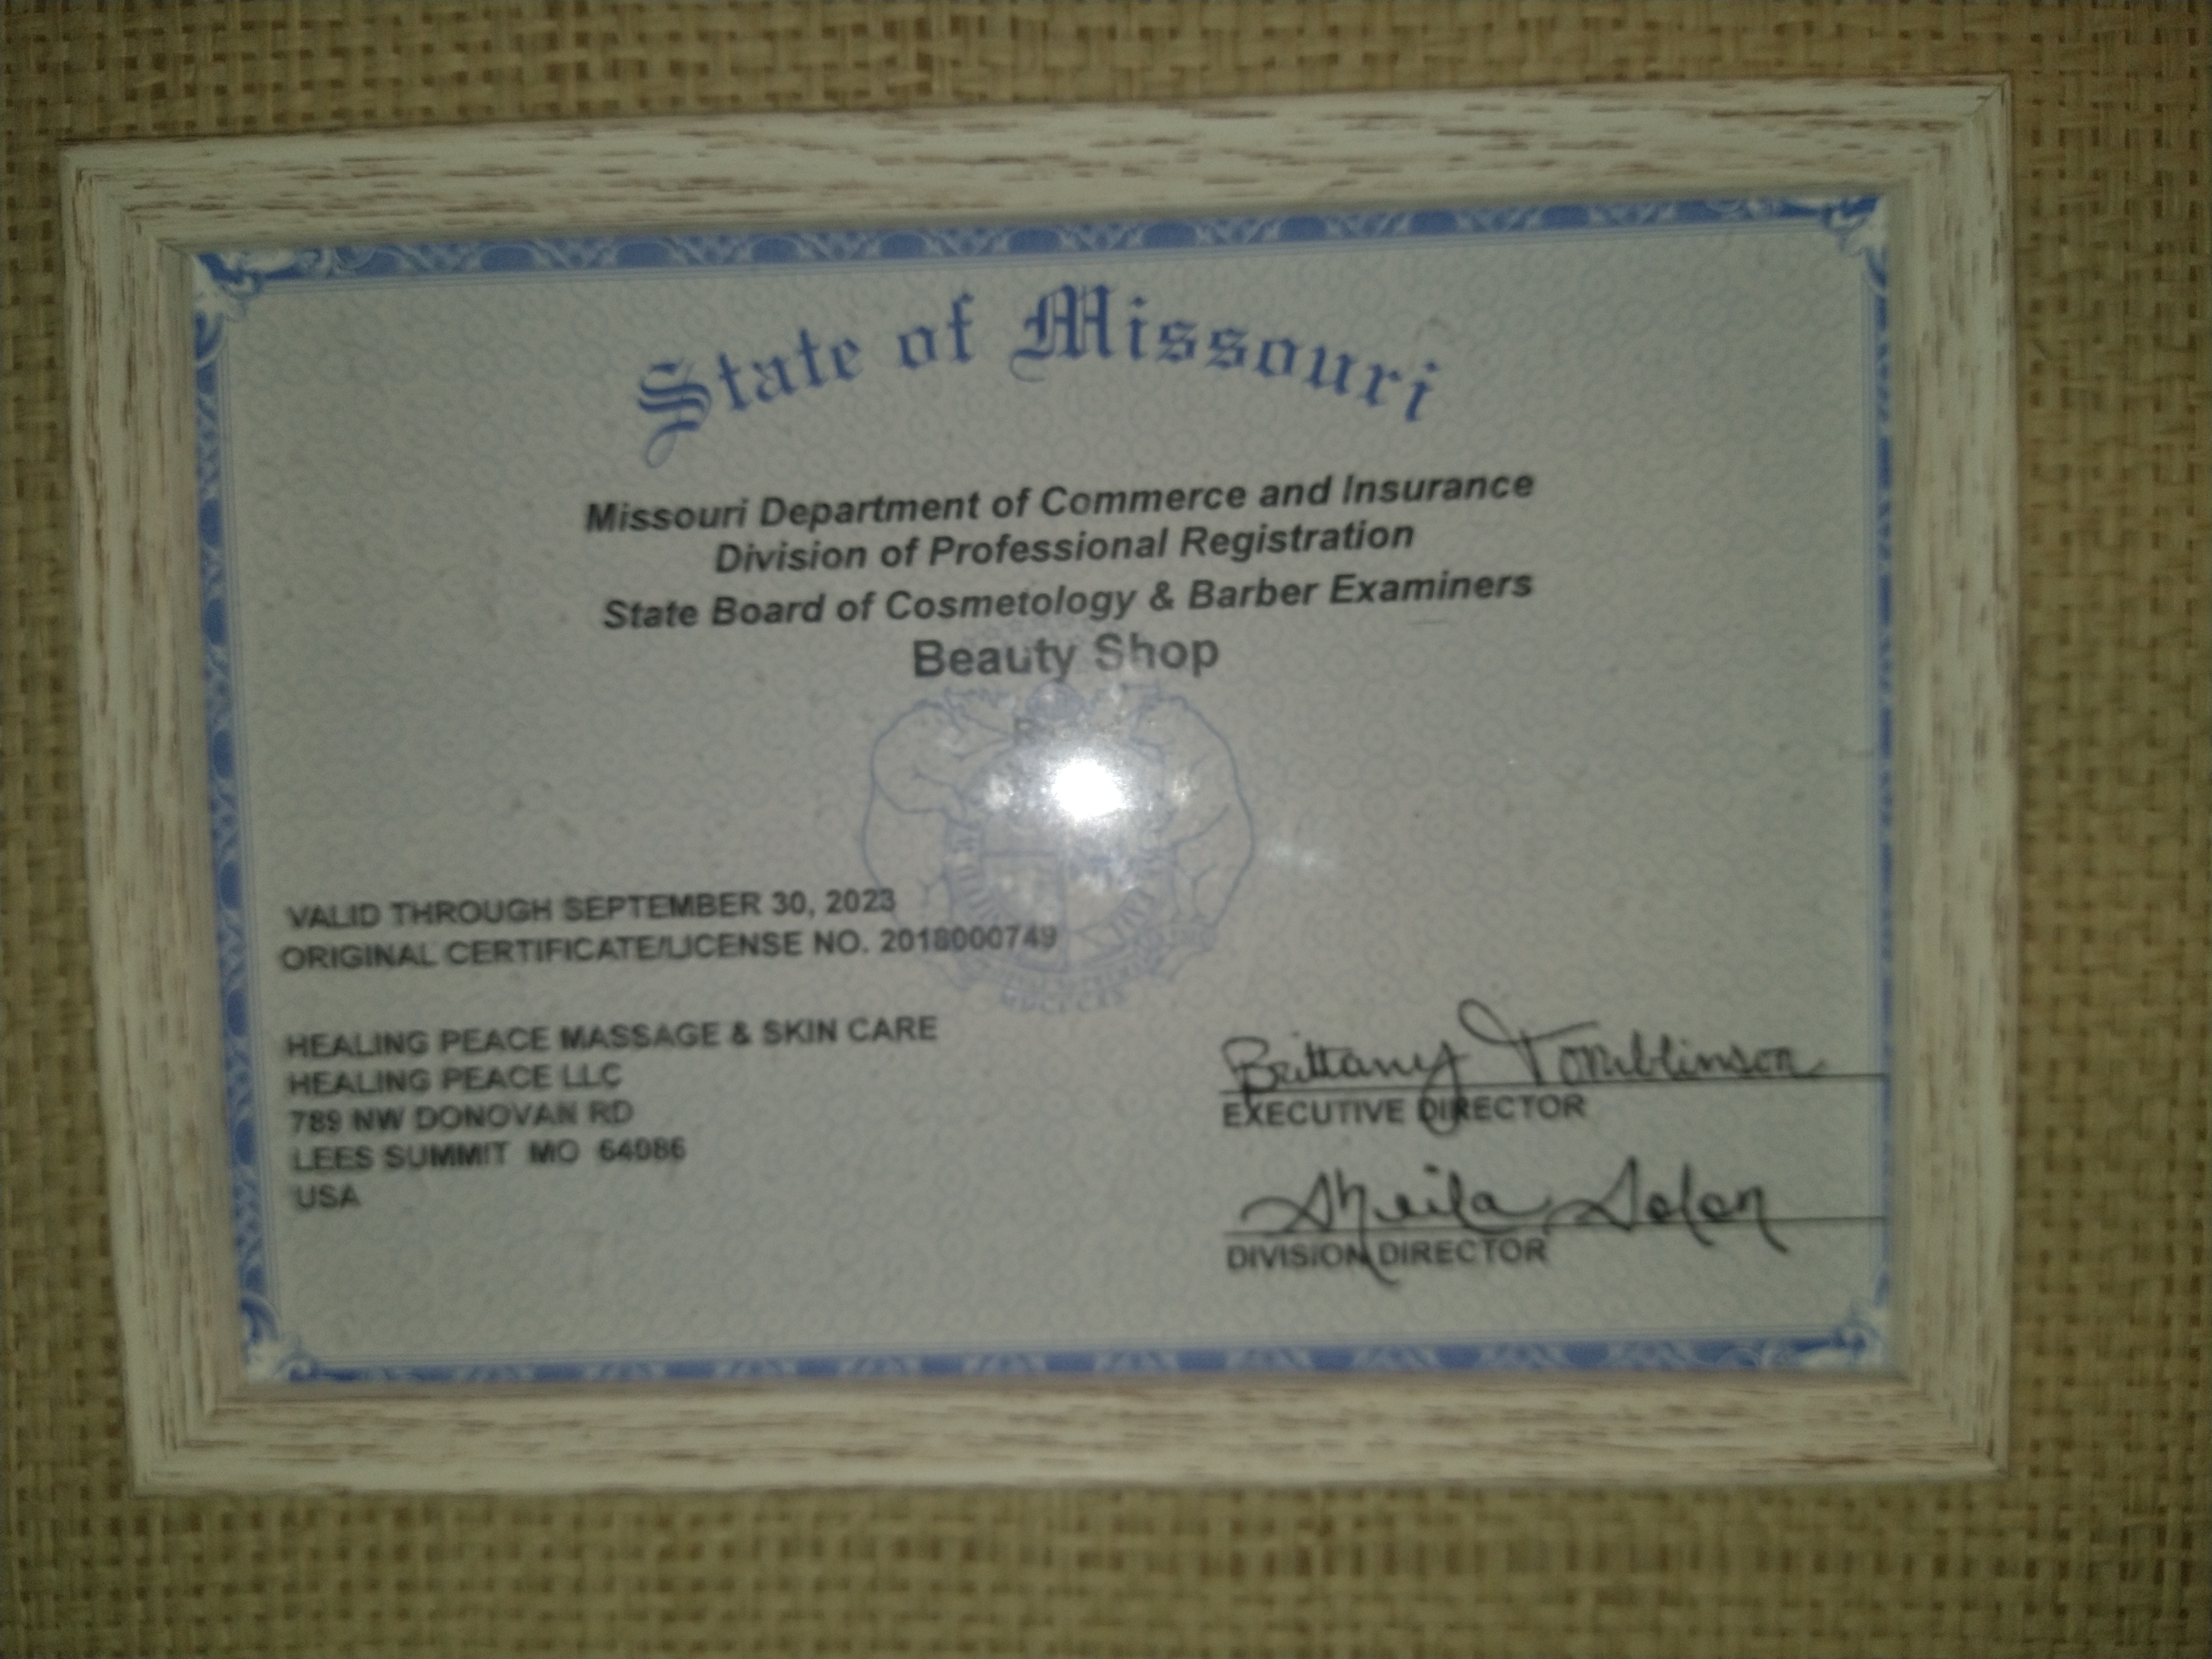 State of Missouri
Missouri Department of Commerce and Insurance
Division of Professional Registration
State Board of Cosmetology & Barber Examiners
Beauty Shop
VALID THROUGH SEPTEMBER 30, 2023
ORIGINAL CERTIFICATE/LICENSE NO. 2018000749
HEALING PEACE MASSAGE & SKIN CARE
HEALING PEACE LLC
789 NW DONOVAN RD
LEES SUMMIT MO 64086
USA
Brittany Tomblinson
EXECUTIVE DIRECTOR
Sheila Solon
DIVISION DIRECTOR